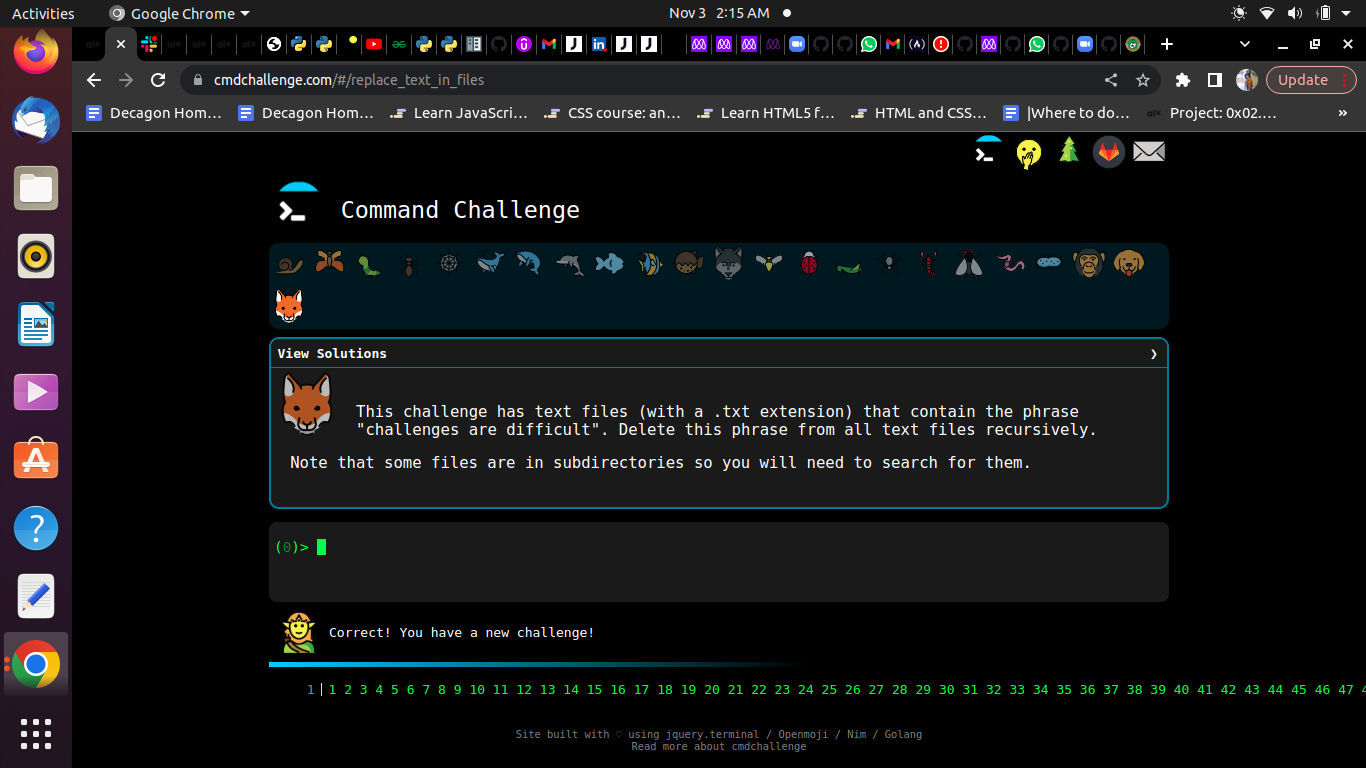 Activities
Google Chrome
Nov 3 2:15 AM
cmdchallenge.com/#/replace_text_in_files
Update
Decagon Hom…
Decagon Hom…
Learn JavaScri…
CSS course: an…
Learn HTML5 f…
HTML and CSS…
|Where to do…
Project: 0x02.…
»
Command Challenge
View Solutions
This challenge has text files (with a .txt extension) that contain the phrase
"challenges are difficult". Delete this phrase from all text files recursively.
Note that some files are in subdirectories so you will need to search for them.
(0)>
Correct! You have a new challenge!
1 | 1 2 3 4 5 6 7 8 9 10 11 12 13 14 15 16 17 18 19 20 21 22 23 24 25 26 27 28 29 30 31 32 33 34 35 36 37 38 39 40 41 42 43 44 45 46 47
Site built with ♡ using jquery.terminal / Openmoji / Nim / Golang
Read more about cmdchallenge